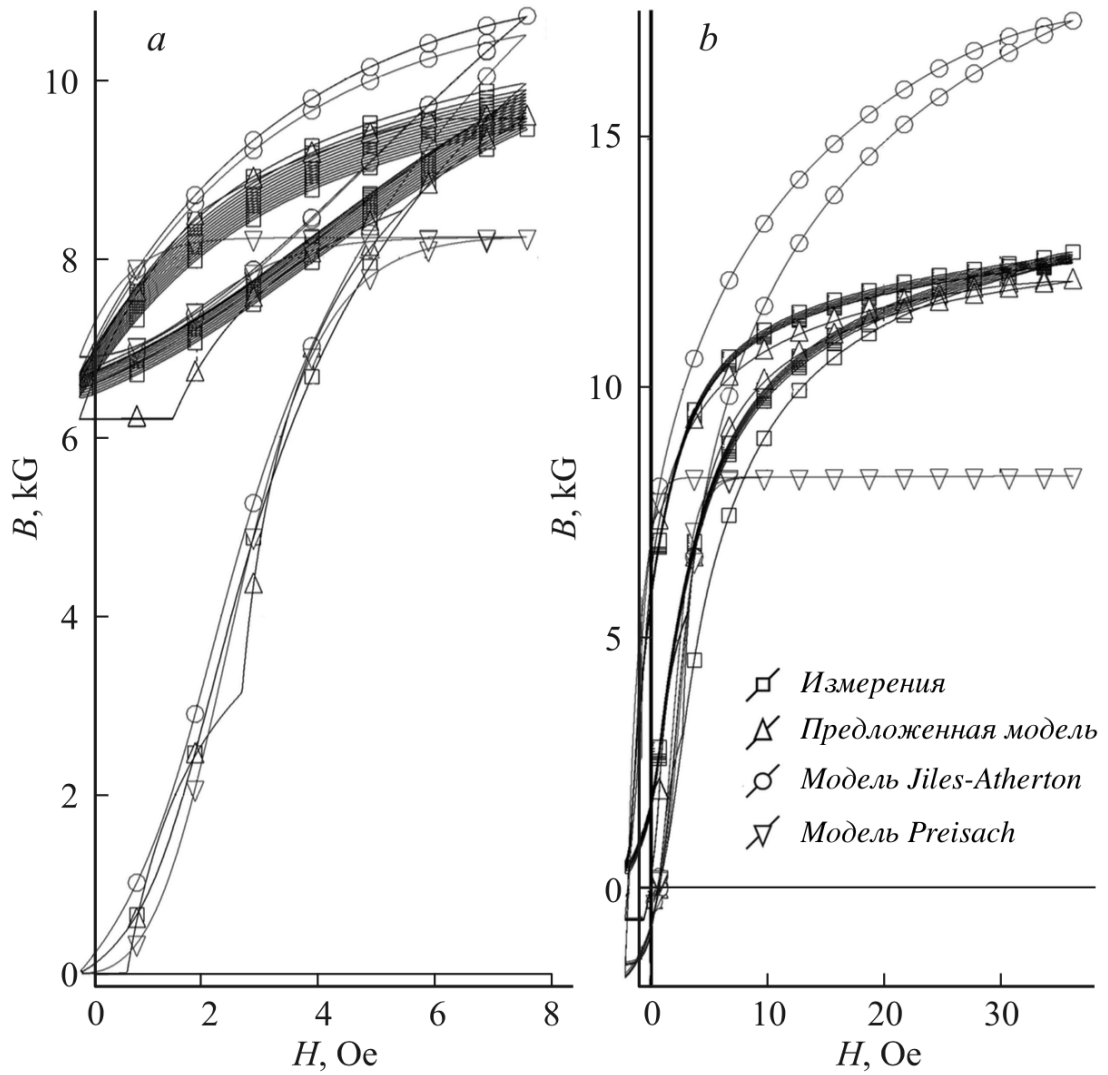 a
10
8
6
4
2
0
B, kG
0 2 4 6 8
H, Oe
b
15
10
5
0
B, kG
Измерения
Предложенная модель
Модель Jiles-Atherton
Модель Preisach
0 10 20 30
H, Oe